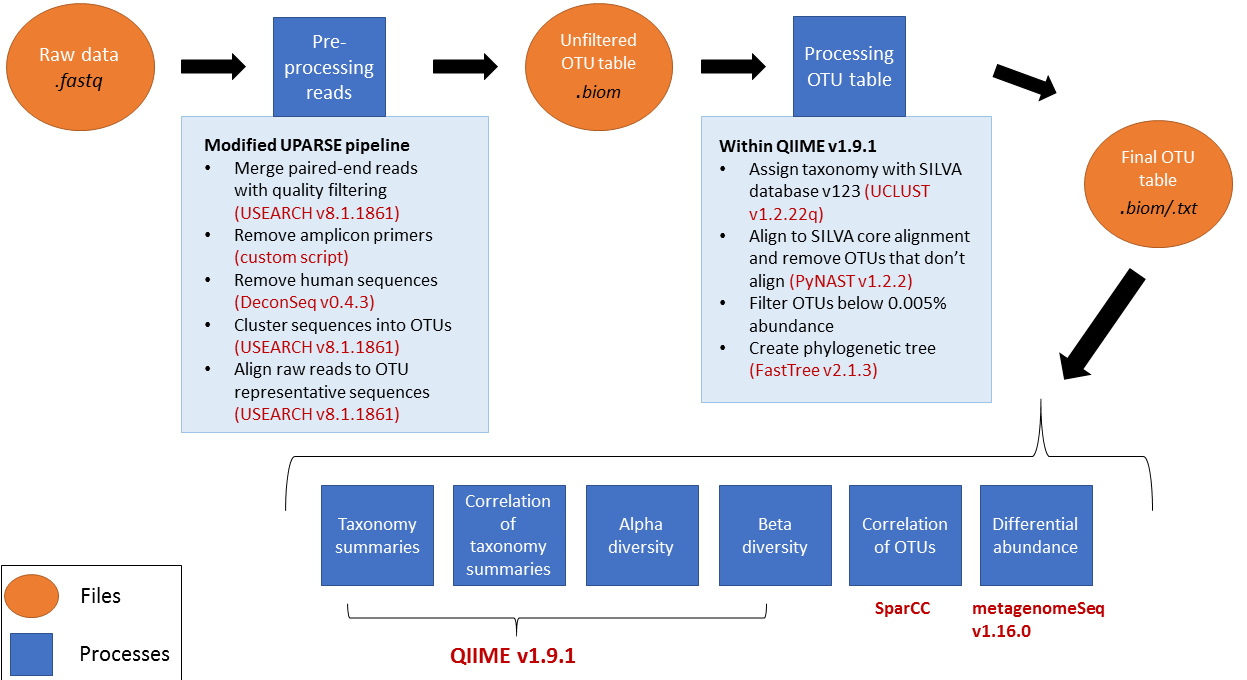 Raw data
.fastq
Pre-
processing
reads
Unfiltered
OTU table
.biom
Processing
OTU table
Final OTU
table
.biom/.txt
Modified UPARSE pipeline
• Merge paired-end reads
with quality filtering
(USEARCH v8.1.1861)
• Remove amplicon primers
(custom script)
• Remove human sequences
(DeconSeq v0.4.3)
• Cluster sequences into OTUs
(USEARCH v8.1.1861)
• Align raw reads to OTU
representative sequences
(USEARCH v8.1.1861)
Within QIIME v1.9.1
• Assign taxonomy with SILVA
database v123 (UCLUST
v1.2.22q)
• Align to SILVA core alignment
and remove OTUs that don’t
align (PyNAST v1.2.2)
• Filter OTUs below 0.005%
abundance
• Create phylogenetic tree
(FastTree v2.1.3)
Taxonomy
summaries
Correlation
of
taxonomy
summaries
Alpha
diversity
Beta
diversity
Correlation
of OTUs
Differential
abundance
SparCC
metagenomeSeq
v1.16.0
QIIME v1.9.1
Files
Processes